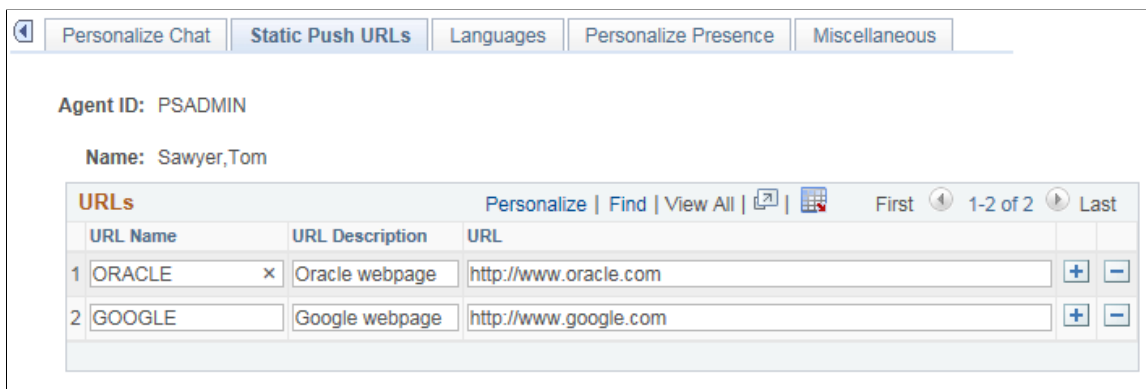 Personalize Chat Static Push URLs Languages Personalize Presence Miscellaneous
Agent ID: PSADMIN
Name: Sawyer,Tom
URLs Personalize | Find | View All | | First 1-2 of 2 Last
URL Name URL Description URL
1 ORACLE × Oracle webpage http://www.oracle.com + −
2 GOOGLE Google webpage http://www.google.com + −